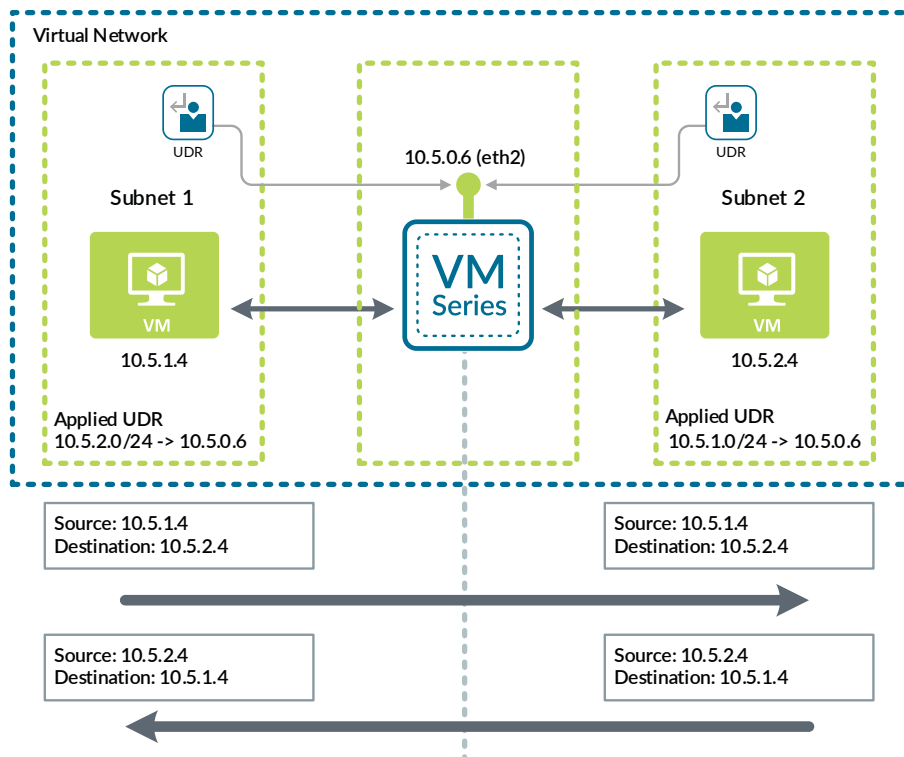 Virtual Network
UDR
UDR
10.5.0.6 (eth2)
Subnet 1
Subnet 2
VM
Series
VM
VM
10.5.1.4
10.5.2.4
Applied UDR
10.5.2.0/24 -> 10.5.0.6
Applied UDR
10.5.1.0/24 -> 10.5.0.6
Source: 10.5.1.4
Destination: 10.5.2.4
Source: 10.5.1.4
Destination: 10.5.2.4
Source: 10.5.2.4
Destination: 10.5.1.4
Source: 10.5.2.4
Destination: 10.5.1.4